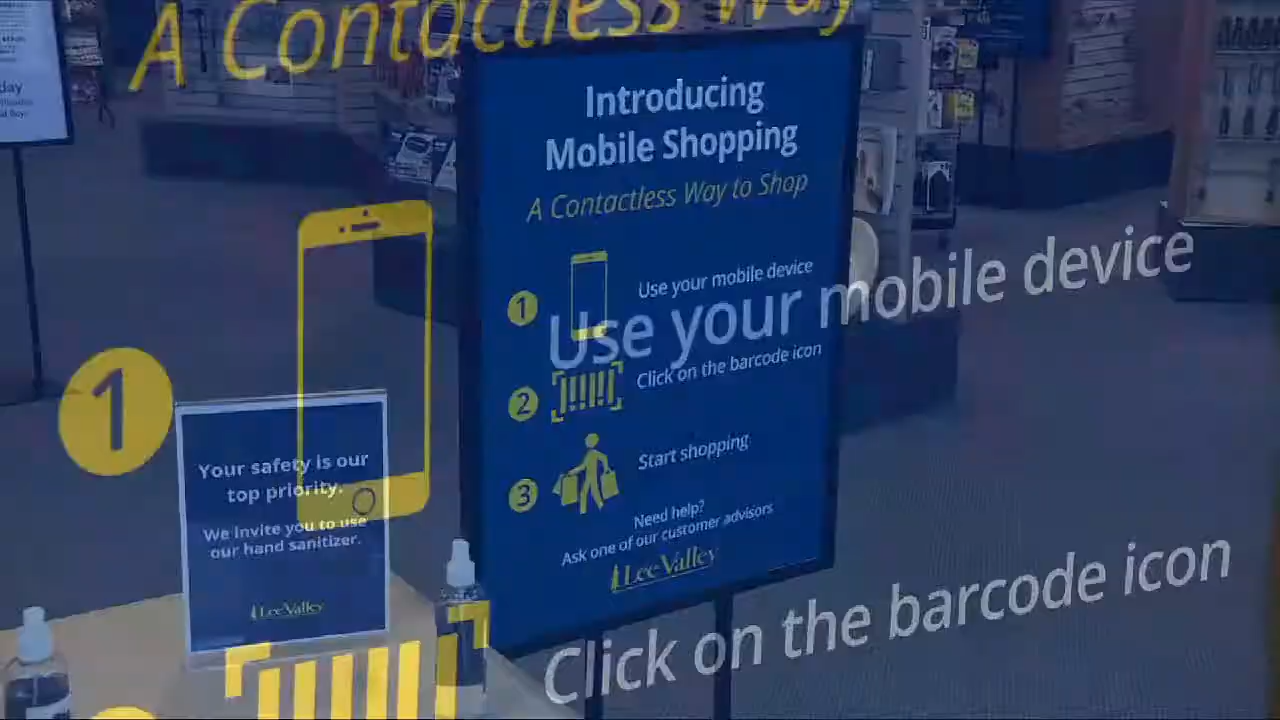 A Contactless Way
day
Introducing
Mobile Shopping
A Contactless Way to Shop
1
Use your mobile device
2
Click on the barcode icon
3
Start shopping
Need help?
Ask one of our customer advisors
Lee Valley
1
Use your mobile device
Click on the barcode icon
Your safety is our
top priority.
We invite you to use
our hand sanitizer.
Lee Valley